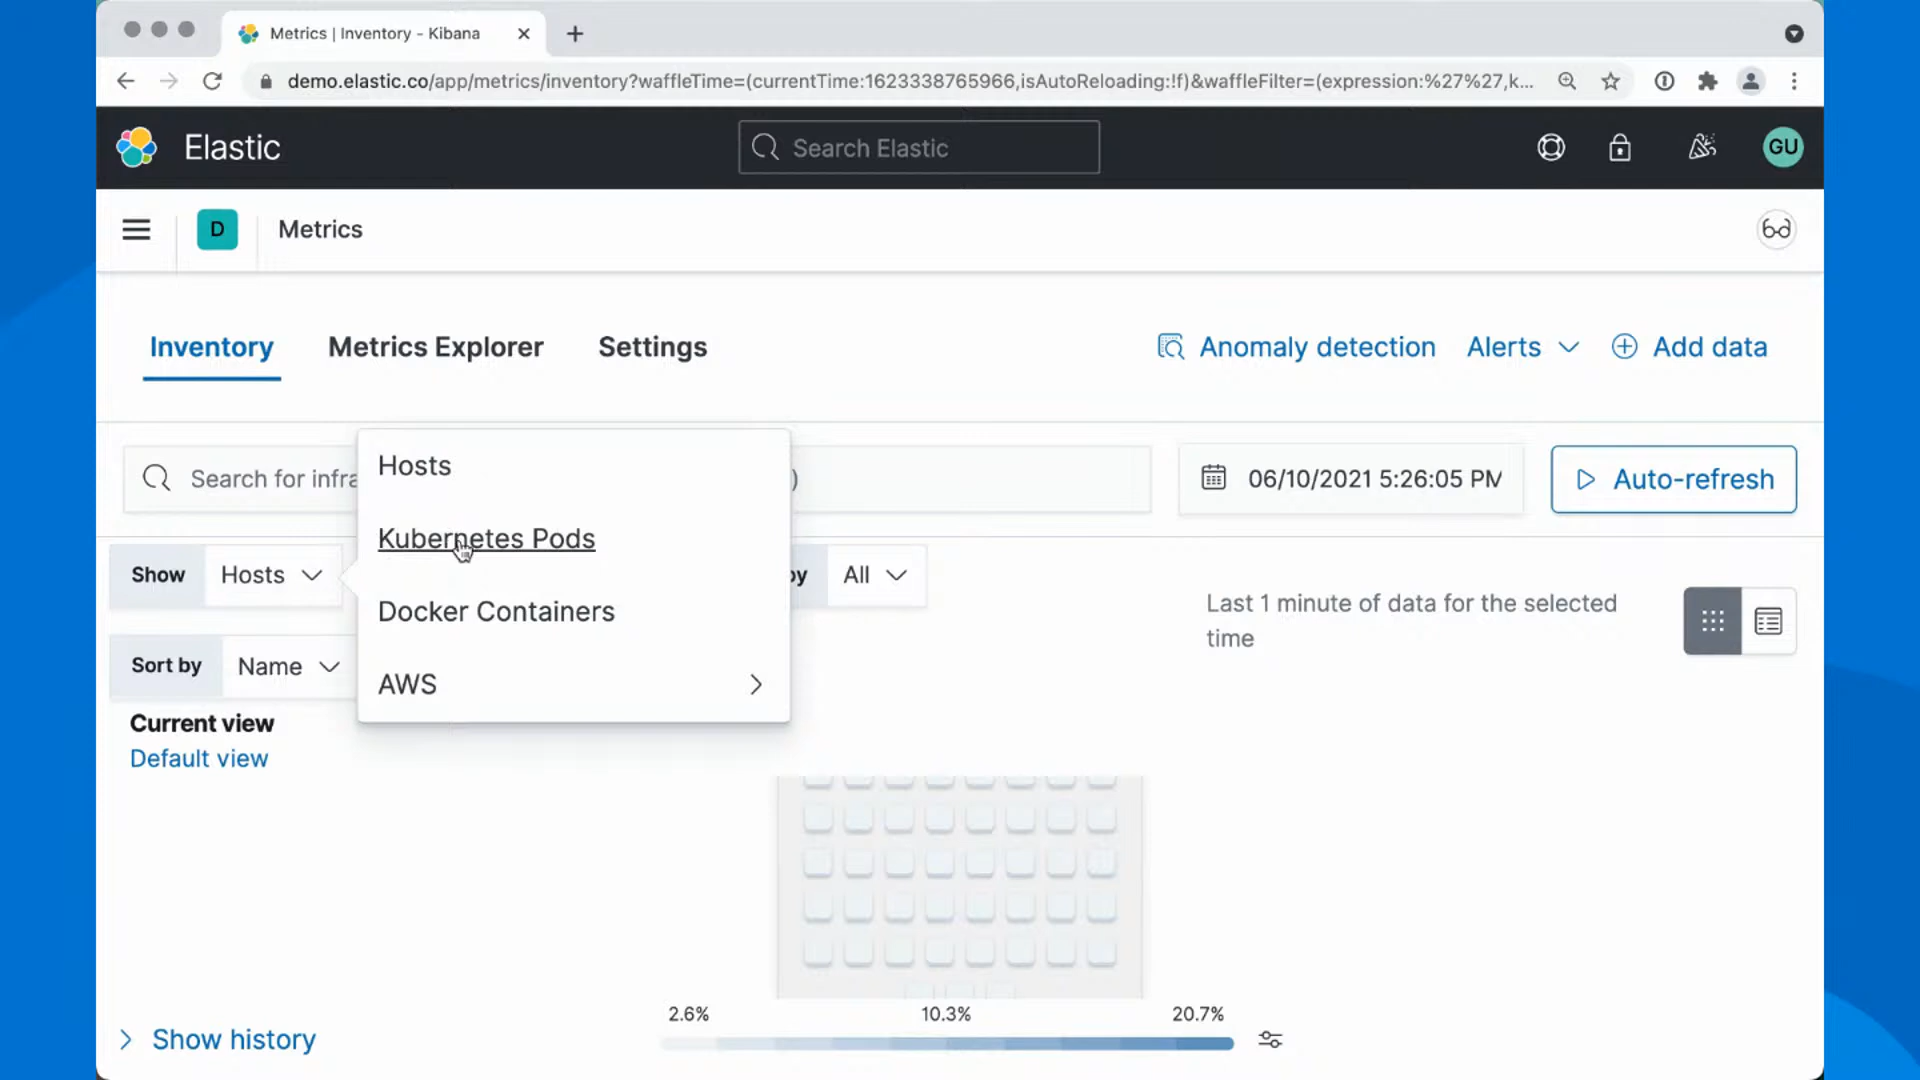 Metrics | Inventory - Kibana
demo.elastic.co/app/metrics/inventory?waffleTime=(currentTime:1623338765966,isAutoReloading:!f)&waffleFilter=(expression:%27%27,k...
Elastic
Search Elastic
GU
D
Metrics
Inventory
Metrics Explorer
Settings
Anomaly detection
Alerts
Add data
Search for infra
)
06/10/2021 5:26:05 PM
Auto-refresh
Hosts
Kubernetes Pods
Docker Containers
AWS
Show
Hosts
by
All
Last 1 minute of data for the selected
time
Sort by
Name
Current view
Default view
2.6%
10.3%
20.7%
Show history